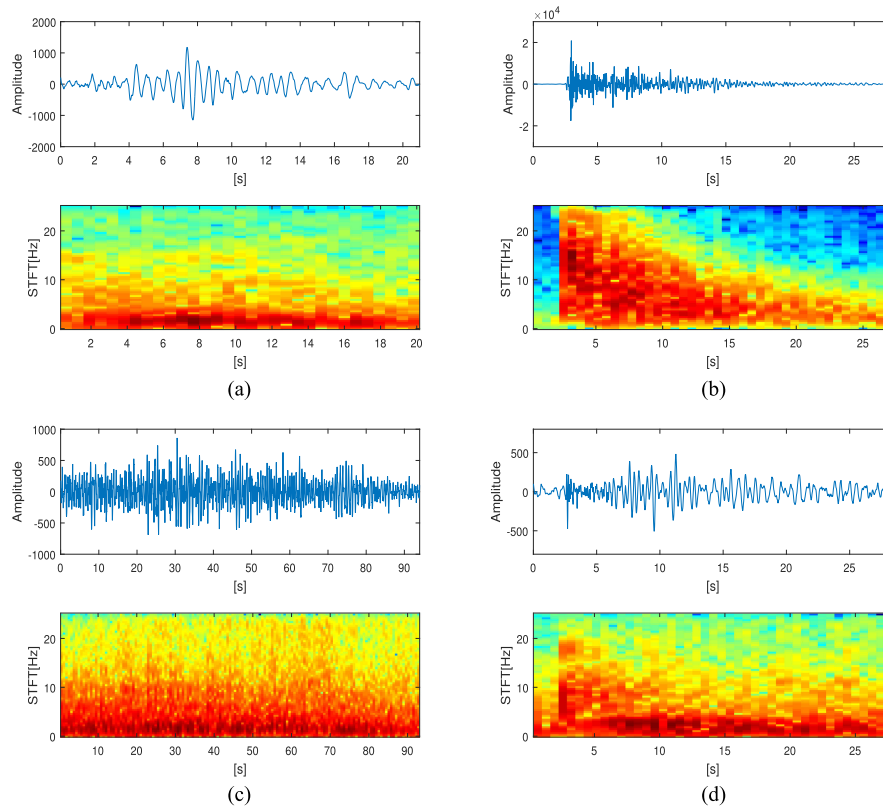 2000
1000
0
-1000
-2000
Amplitude
0 2 4 6 8 10 12 14 16 18 20
[s]
20
10
0
STFT[Hz]
2 4 6 8 10 12 14 16 18 20
[s]
(a)
×10⁴
2
0
-2
Amplitude
0 5 10 15 20 25
[s]
20
10
0
STFT[Hz]
5 10 15 20 25
[s]
(b)
1000
500
0
-500
-1000
Amplitude
0 10 20 30 40 50 60 70 80 90
[s]
20
10
0
STFT[Hz]
10 20 30 40 50 60 70 80 90
[s]
(c)
500
0
-500
Amplitude
0 5 10 15 20 25
[s]
20
10
0
STFT[Hz]
5 10 15 20 25
[s]
(d)